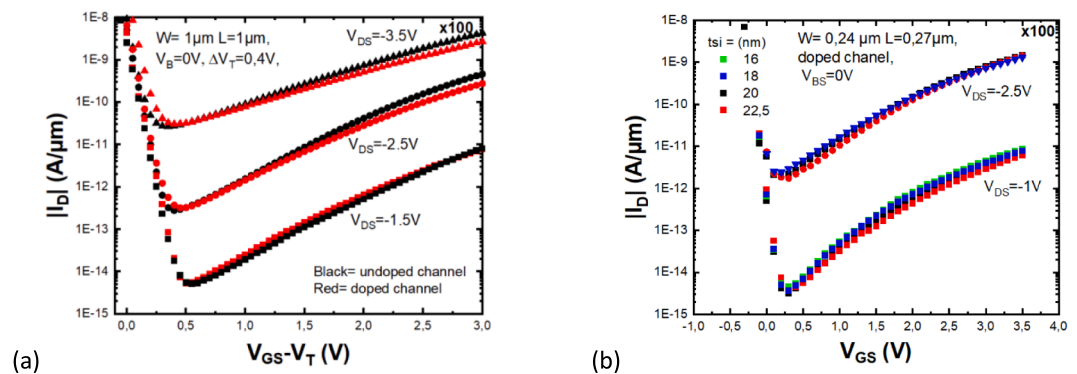 (a)
|I_D| (A/µm)
1E-8
1E-9
1E-10
1E-11
1E-12
1E-13
1E-14
1E-15
x100
W= 1µm L=1µm,
V_B=0V, ΔV_T=0,4V,
V_DS=-3.5V
V_DS=-2.5V
V_DS=-1.5V
Black= undoped channel
Red= doped channel
0,0 0,5 1,0 1,5 2,0 2,5 3,0
V_GS-V_T (V)
(b)
|I_D| (A/µm)
1E-8
1E-9
1E-10
1E-11
1E-12
1E-13
1E-14
1E-15
x100
W= 0,24 µm L=0,27µm,
doped chanel,
V_BS=0V
tsi = (nm)
16
18
20
22,5
V_DS=-2.5V
V_DS=-1V
-1,0 -0,5 0,0 0,5 1,0 1,5 2,0 2,5 3,0 3,5 4,0
V_GS (V)